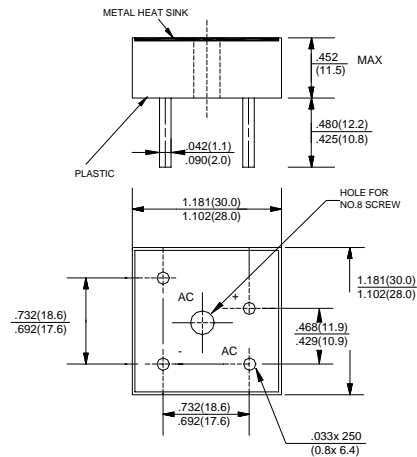 METAL HEAT SINK
.452
(11.5)
MAX
.480(12.2)
.425(10.8)
.042(1.1)
.090(2.0)
PLASTIC
1.181(30.0)
1.102(28.0)
HOLE FOR
NO.8 SCREW
AC
+
.732(18.6)
.692(17.6)
1.181(30.0)
1.102(28.0)
.468(11.9)
.429(10.9)
-
AC
.732(18.6)
.692(17.6)
.033x 250
(0.8x 6.4)